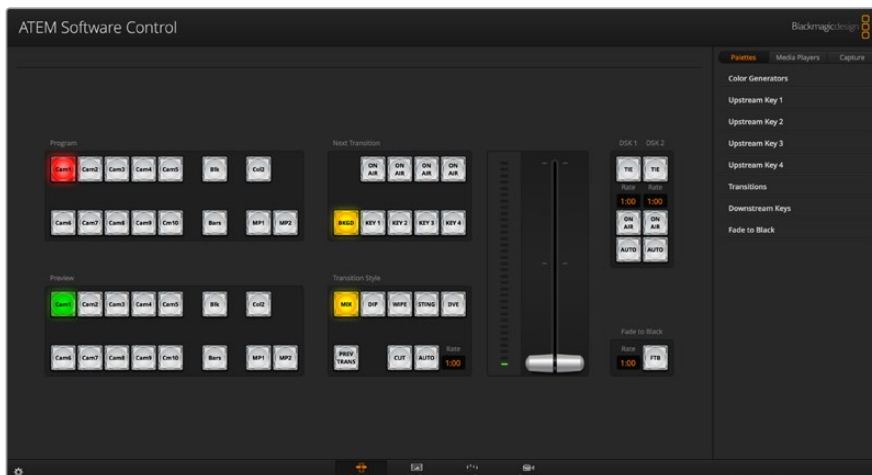 ATEM Software Control
Blackmagicdesign
Palettes Media Players Capture
Color Generators
Upstream Key 1
Upstream Key 2
Upstream Key 3
Upstream Key 4
Transitions
Downstream Keys
Fade to Black
Program
Cam1 Cam2 Cam3 Cam4 Cam5 Blk Col2
Cam6 Cam7 Cam8 Cam9 Cm10 Bars MP1 MP2
Next Transition
ON AIR ON AIR ON AIR ON AIR
BKGD KEY 1 KEY 2 KEY 3 KEY 4
DSK 1 DSK 2
TIE TIE
Rate Rate
1:00 1:00
ON AIR ON AIR
AUTO AUTO
Preview
Cam1 Cam2 Cam3 Cam4 Cam5 Blk Col2
Cam6 Cam7 Cam8 Cam9 Cm10 Bars MP1 MP2
Transition Style
MIX DIP WIPE STING DVE
PREV TRANS CUT AUTO Rate 1:00
Fade to Black
Rate
1:00 FTB